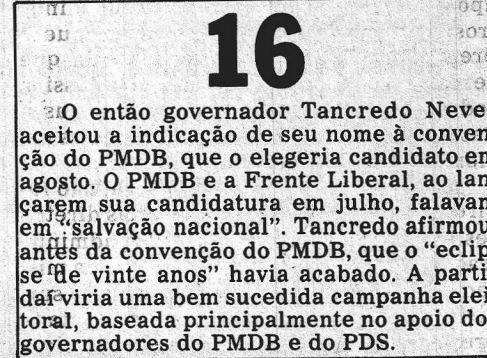 16
O então governador Tancredo Neve
aceitou a indicação de seu nome à conven
ção do PMDB, que o elegeria candidato em
agosto. O PMDB e a Frente Liberal, ao lan
çarem sua candidatura em julho, falavam
em “salvação nacional”. Tancredo afirmou
antes da convenção do PMDB, que o “eclip
se de vinte anos” havia acabado. A parti
daí viria uma bem sucedida campanha elei
toral, baseada principalmente no apoio do
governadores do PMDB e do PDS.